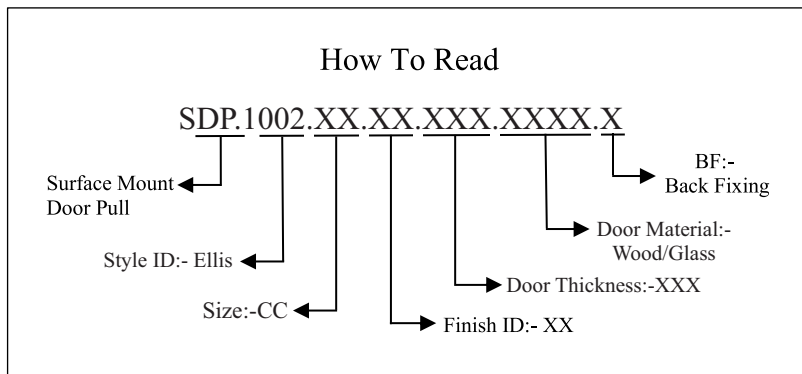 How To Read
SDP.1002.XX.XX.XXX.XXXX.X
BF:-
Back Fixing
Surface Mount
Door Pull
Door Material:-
Wood/Glass
Style ID:- Ellis
Door Thickness:-XXX
Size:-CC
Finish ID:- XX